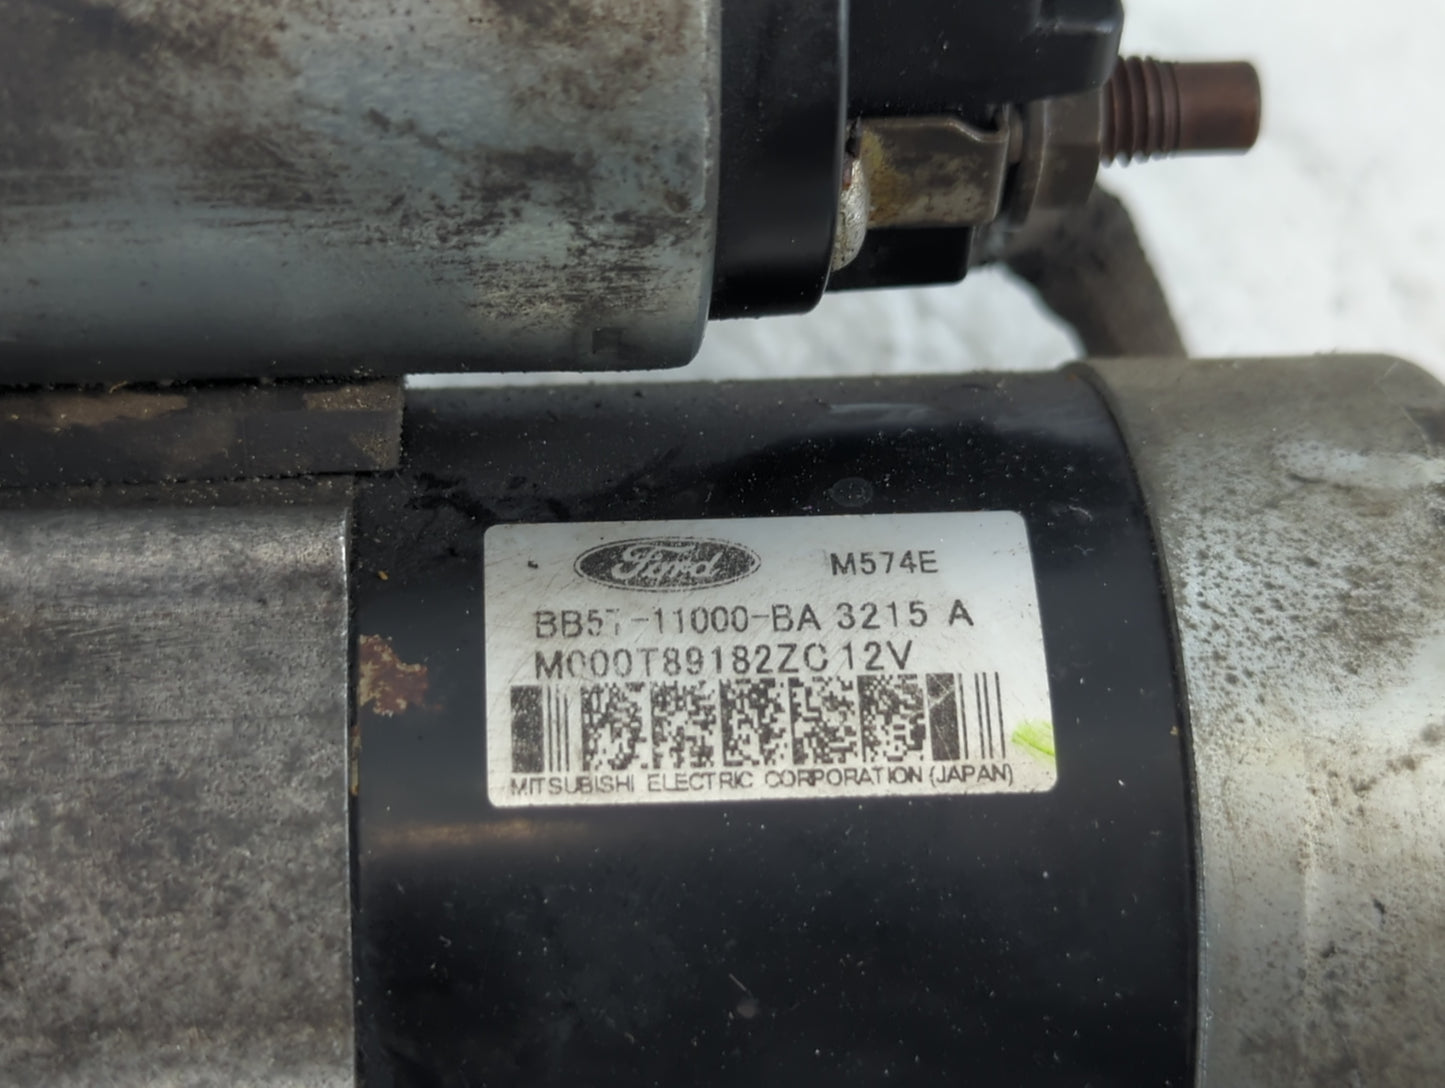 Ford M574E
BB5T-11000-BA 3215 A
M000T89182ZC 12V
MITSUBISHI ELECTRIC CORPORATION (JAPAN)